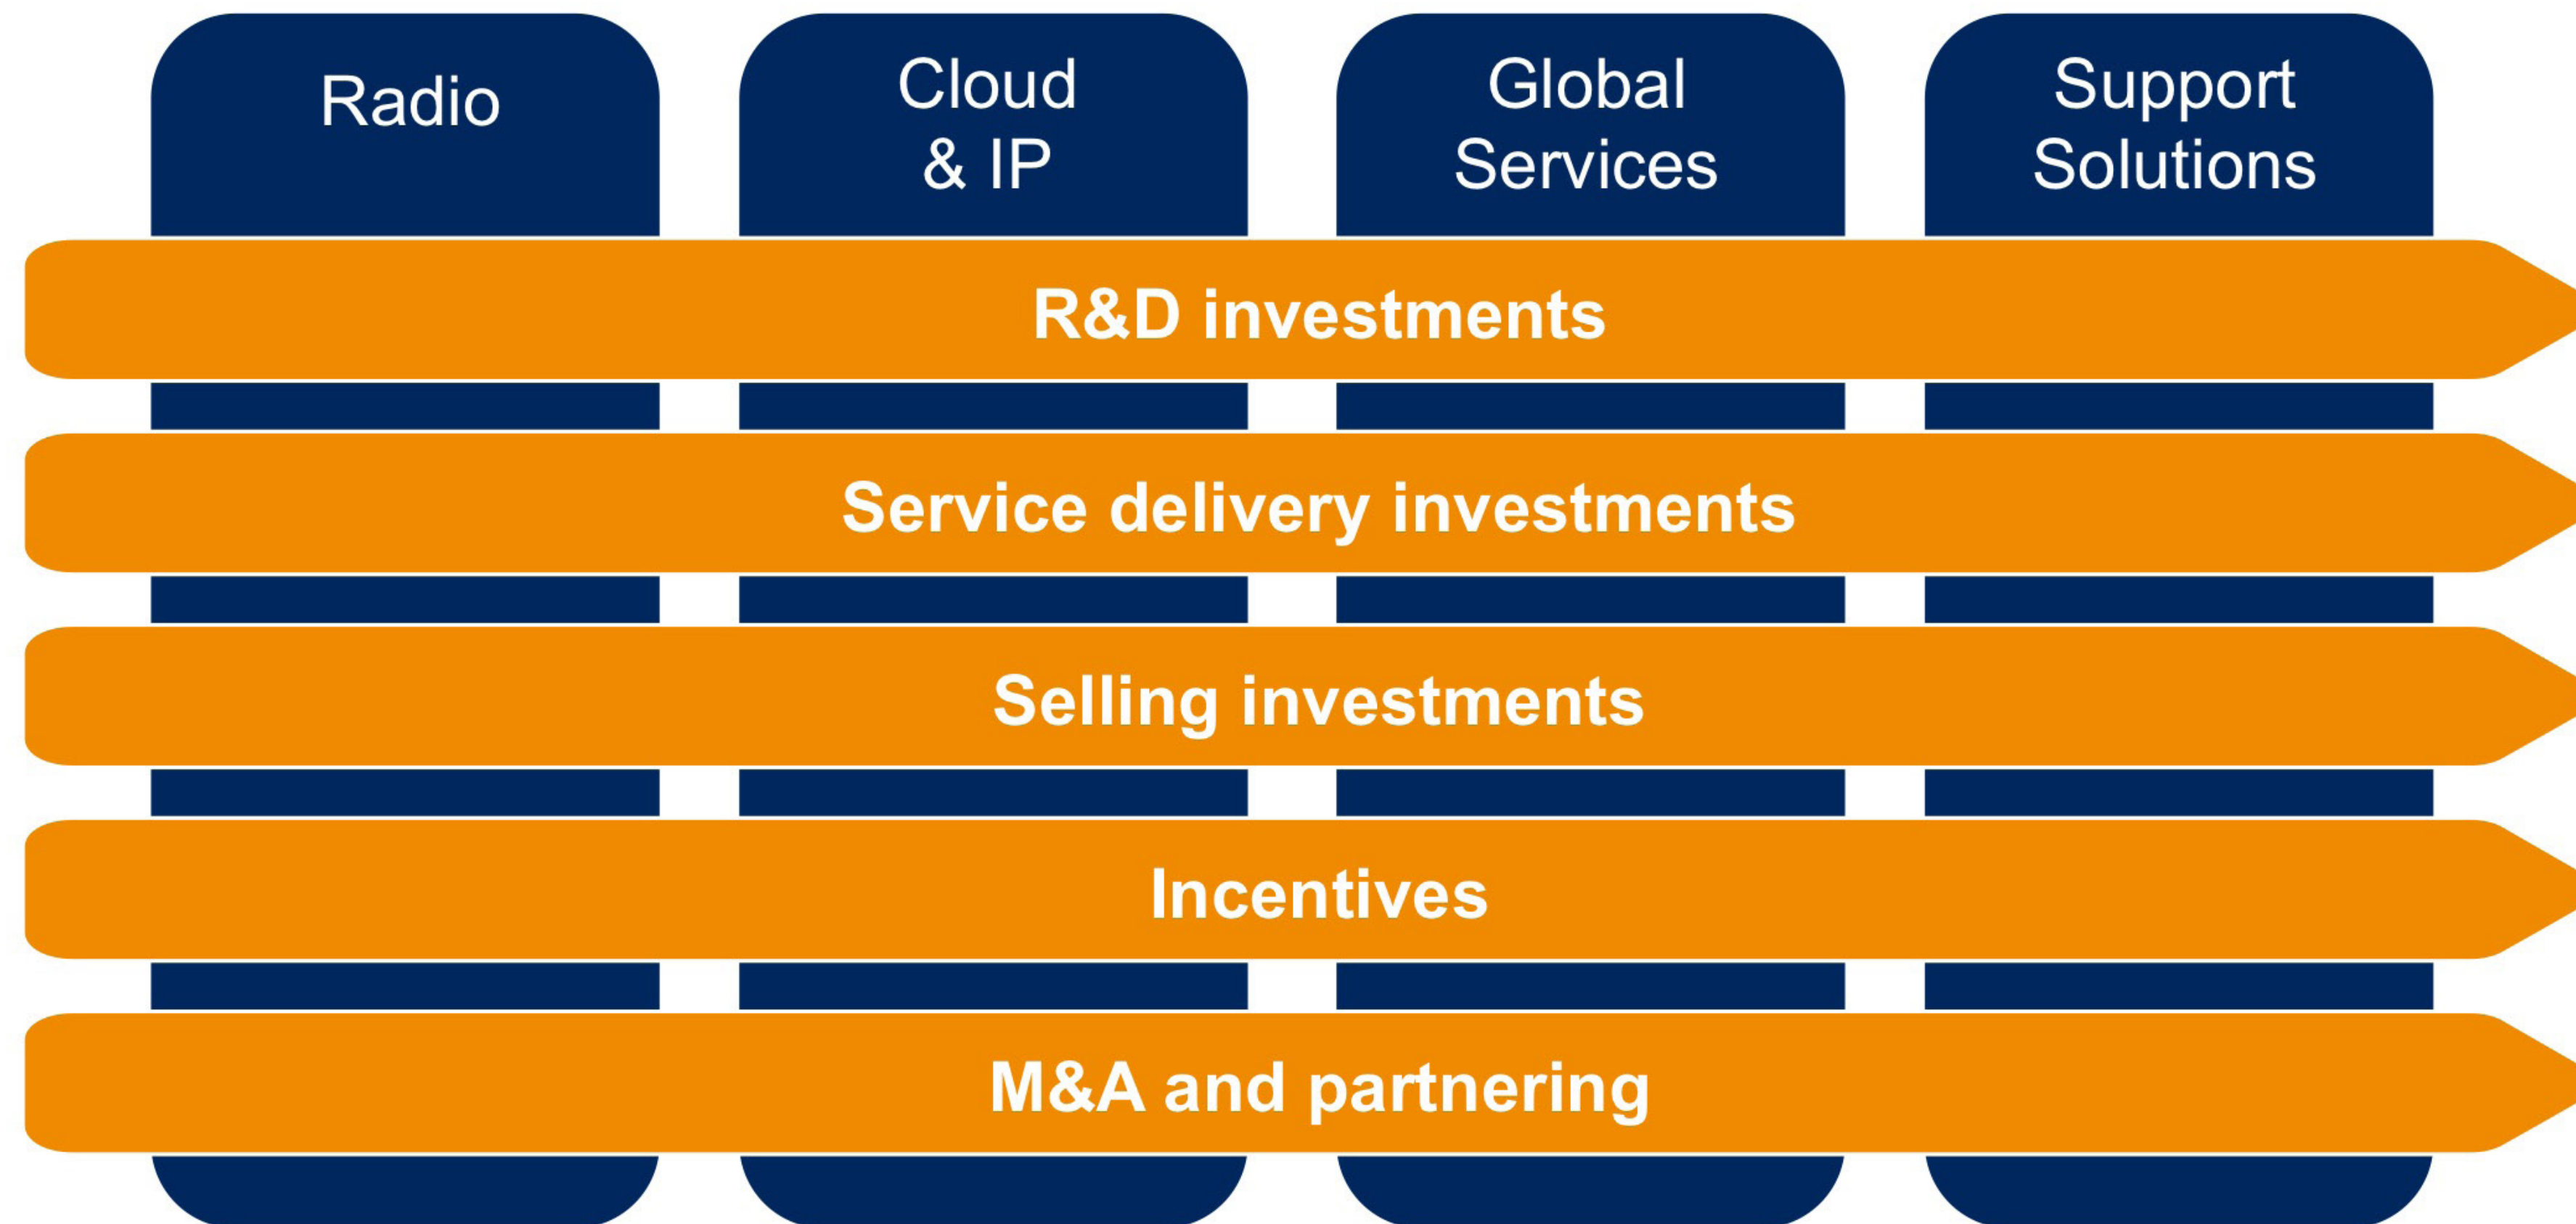 Radio
Cloud
& IP
Global
Services
Support
Solutions
R&D investments
Service delivery investments
Selling investments
Incentives
M&A and partnering